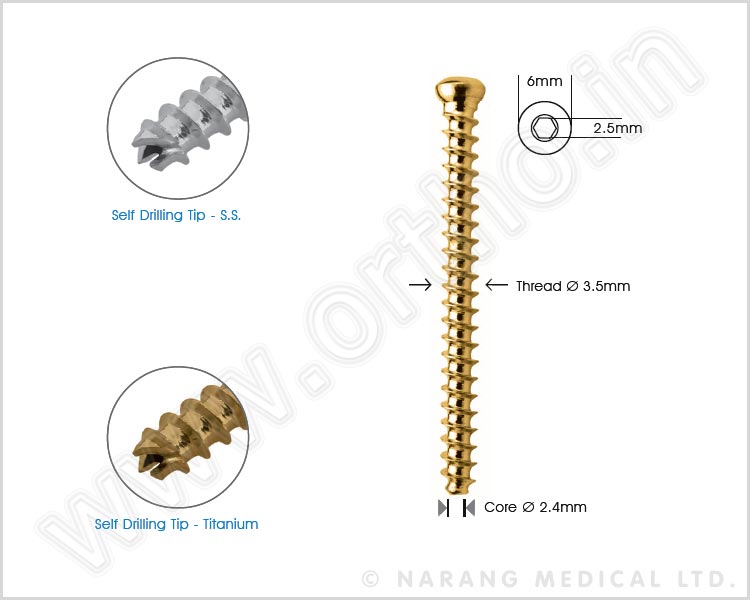 6mm
2.5mm
Self Drilling Tip - S.S.
Thread Ø 3.5mm
Self Drilling Tip - Titanium
Core Ø 2.4mm
www.ortho.in
© NARANG MEDICAL LTD.